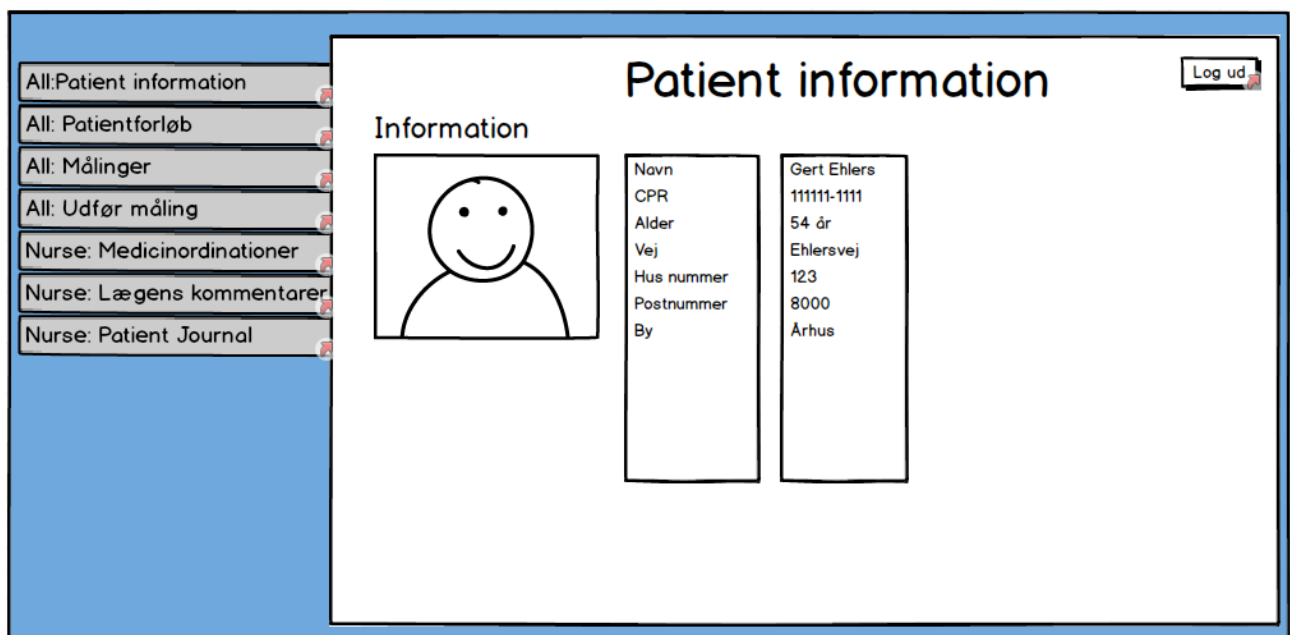 All:Patient information
All: Patientforløb
All: Målinger
All: Udfør måling
Nurse: Medicinordinationer
Nurse: Lægens kommentarer
Nurse: Patient Journal
Patient information
Log ud
Information
Navn Gert Ehlers
CPR 111111-1111
Alder 54 år
Vej Ehlersvej
Hus nummer 123
Postnummer 8000
By Århus